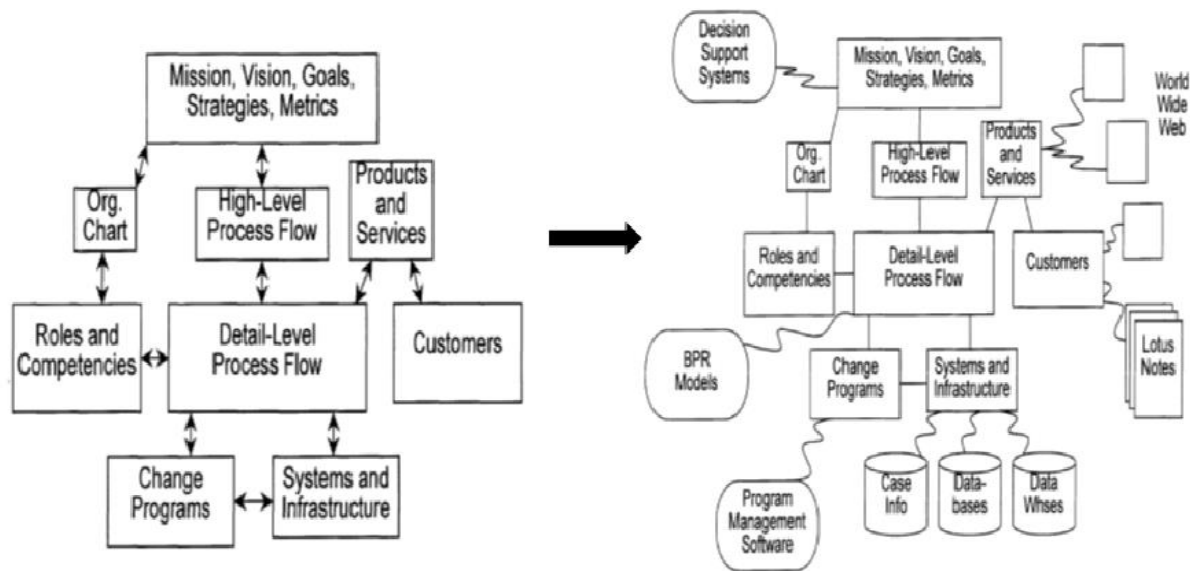 Mission, Vision, Goals,
Strategies, Metrics
Org.
Chart
High-Level
Process Flow
Products
and
Services
Roles and
Competencies
Detail-Level
Process Flow
Customers
Change
Programs
Systems and
Infrastructure
Decision
Support
Systems
Mission, Vision, Goals,
Strategies, Metrics
World
Wide
Web
Org.
Chart
High-Level
Process Flow
Products
and
Services
Roles and
Competencies
Detail-Level
Process Flow
Customers
BPR
Models
Change
Programs
Systems and
Infrastructure
Lotus
Notes
Program
Management
Software
Case
Info
Data-
bases
Data
Whses